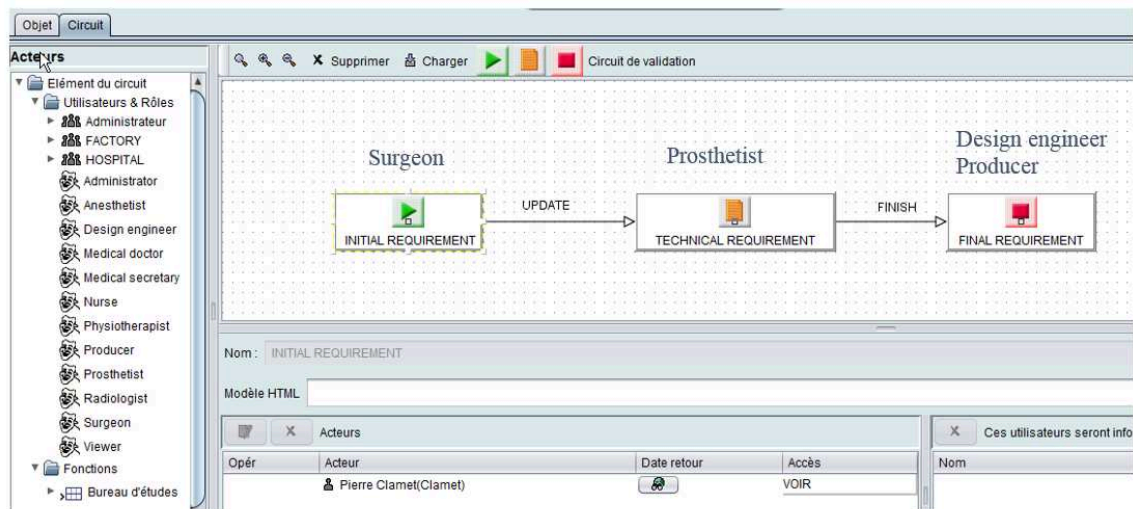 Objet Circuit
Acteurs
Elément du circuit
Utilisateurs & Rôles
Administrateur
FACTORY
HOSPITAL
Administrator
Anesthetist
Design engineer
Medical doctor
Medical secretary
Nurse
Physiotherapist
Producer
Prosthetist
Radiologist
Surgeon
Viewer
Fonctions
Bureau d'études
Supprimer Charger Circuit de validation
Surgeon
Prosthetist
Design engineer
Producer
UPDATE
FINISH
INITIAL REQUIREMENT
TECHNICAL REQUIREMENT
FINAL REQUIREMENT
Nom : INITIAL REQUIREMENT
Modèle HTML
Acteurs
Ces utilisateurs seront info
Opér Acteur Date retour Accès
Nom
Pierre Clamet(Clamet) VOIR